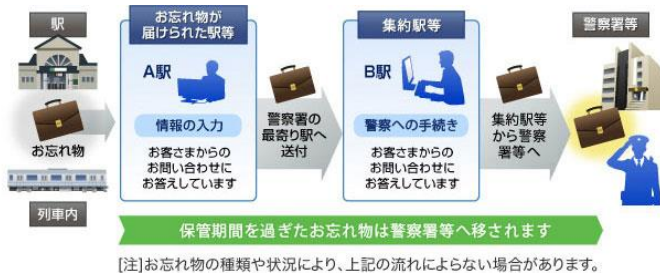 駅
お忘れ物
列車内
お忘れ物が
届けられた駅等
A駅
情報の入力
お客さまからの
お問い合わせに
お答えしています
警察署の
最寄り駅へ
送付
集約駅等
B駅
警察への手続き
お客さまからの
お問い合わせに
お答えしています
集約駅等
から警察
署等へ
警察署等
保管期間を過ぎたお忘れ物は警察署等へ移されます
[注]お忘れ物の種類や状況により、上記の流れによらない場合があります。